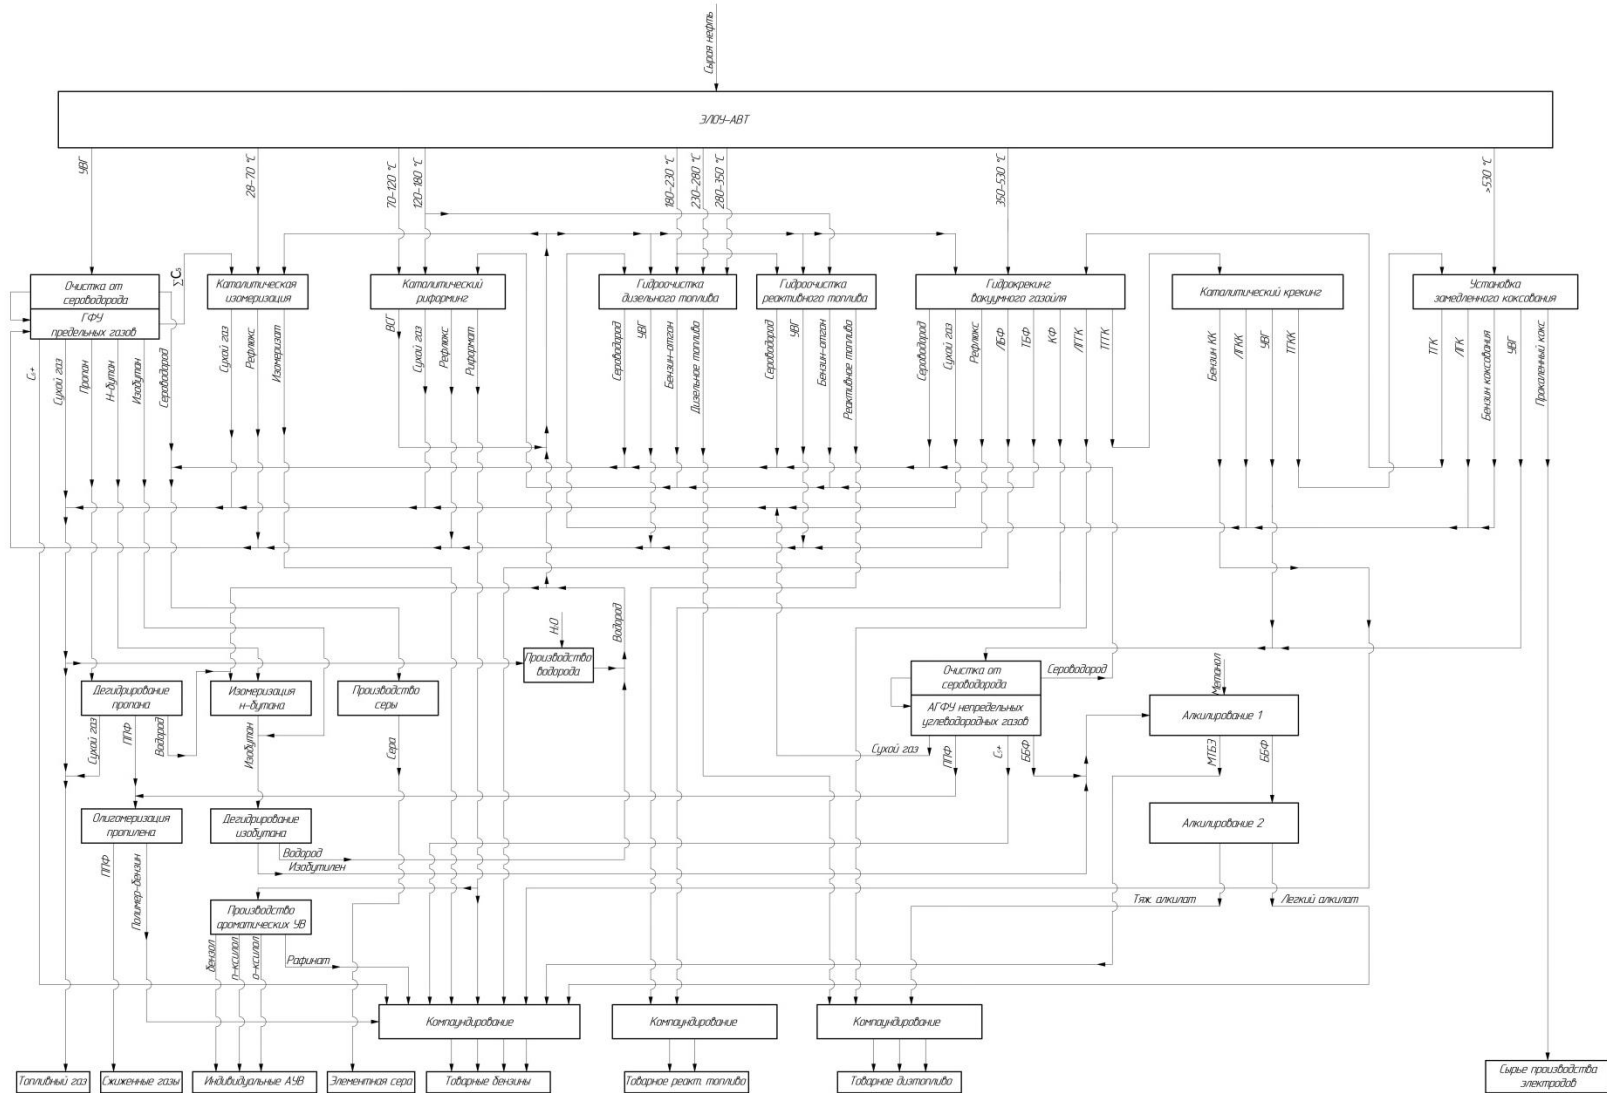 Сырая нефть
ЭЛОУ-АВТ
УВГ
28-70 °C
70-120 °C
120-180 °C
180-230 °C
230-280 °C
280-350 °C
350-530 °C
>530 °C
Очистка от
сероводорода
ГФУ
предельных газов
ΣC₅
Каталитическая
изомеризация
Каталитический
риформинг
Гидроочистка
дизельного топлива
Гидроочистка
реактивного топлива
Гидрокрекинг
вакуумного газойля
Каталитический крекинг
Установка
замедленного коксования
C₅+
Сухой газ
Пропан
Н-бутан
Изобутан
Сероводород
Сухой газ
Рефлюкс
Изомеризат
ВСГ
Сухой газ
Рефлюкс
Риформат
Сероводород
УВГ
Бензин-отгон
Дизельное топливо
Сероводород
УВГ
Бензин-отгон
Реактивное топливо
Сероводород
Сухой газ
Рефлюкс
ЛБФ
ТБФ
КФ
ЛГГК
ТГГК
Бензин КК
ЛГКК
УВГ
ТГКК
ТГК
ЛГК
Бензин коксования
УВГ
Прокаленный кокс
H₂O
Водород
Производство
водорода
Дегидрирование
пропана
Изомеризация
н-бутана
Производство
серы
Очистка от
сероводорода
АГФУ непредельных
углеводородных газов
Сероводород
Метанол
Алкилирование 1
Сухой газ
ППФ
Водород
Изобутан
Сера
Сухой газ
ППФ
C₅+
ББФ
МТБЭ
ББФ
Олигомеризация
пропилена
Дегидрирование
изобутана
Алкилирование 2
Водород
Изобутилен
ППФ
Полимер-бензин
Производство
ароматических УВ
Тяж. алкилат
Легкий алкилат
бензол
п-ксилол
о-ксилол
Рафинат
Компаундирование
Компаундирование
Компаундирование
Топливный газ
Сжиженные газы
Индивидуальные АУВ
Элементная сера
Товарные бензины
Товарное реакт. топливо
Товарное дизтопливо
Сырье производства
электродов